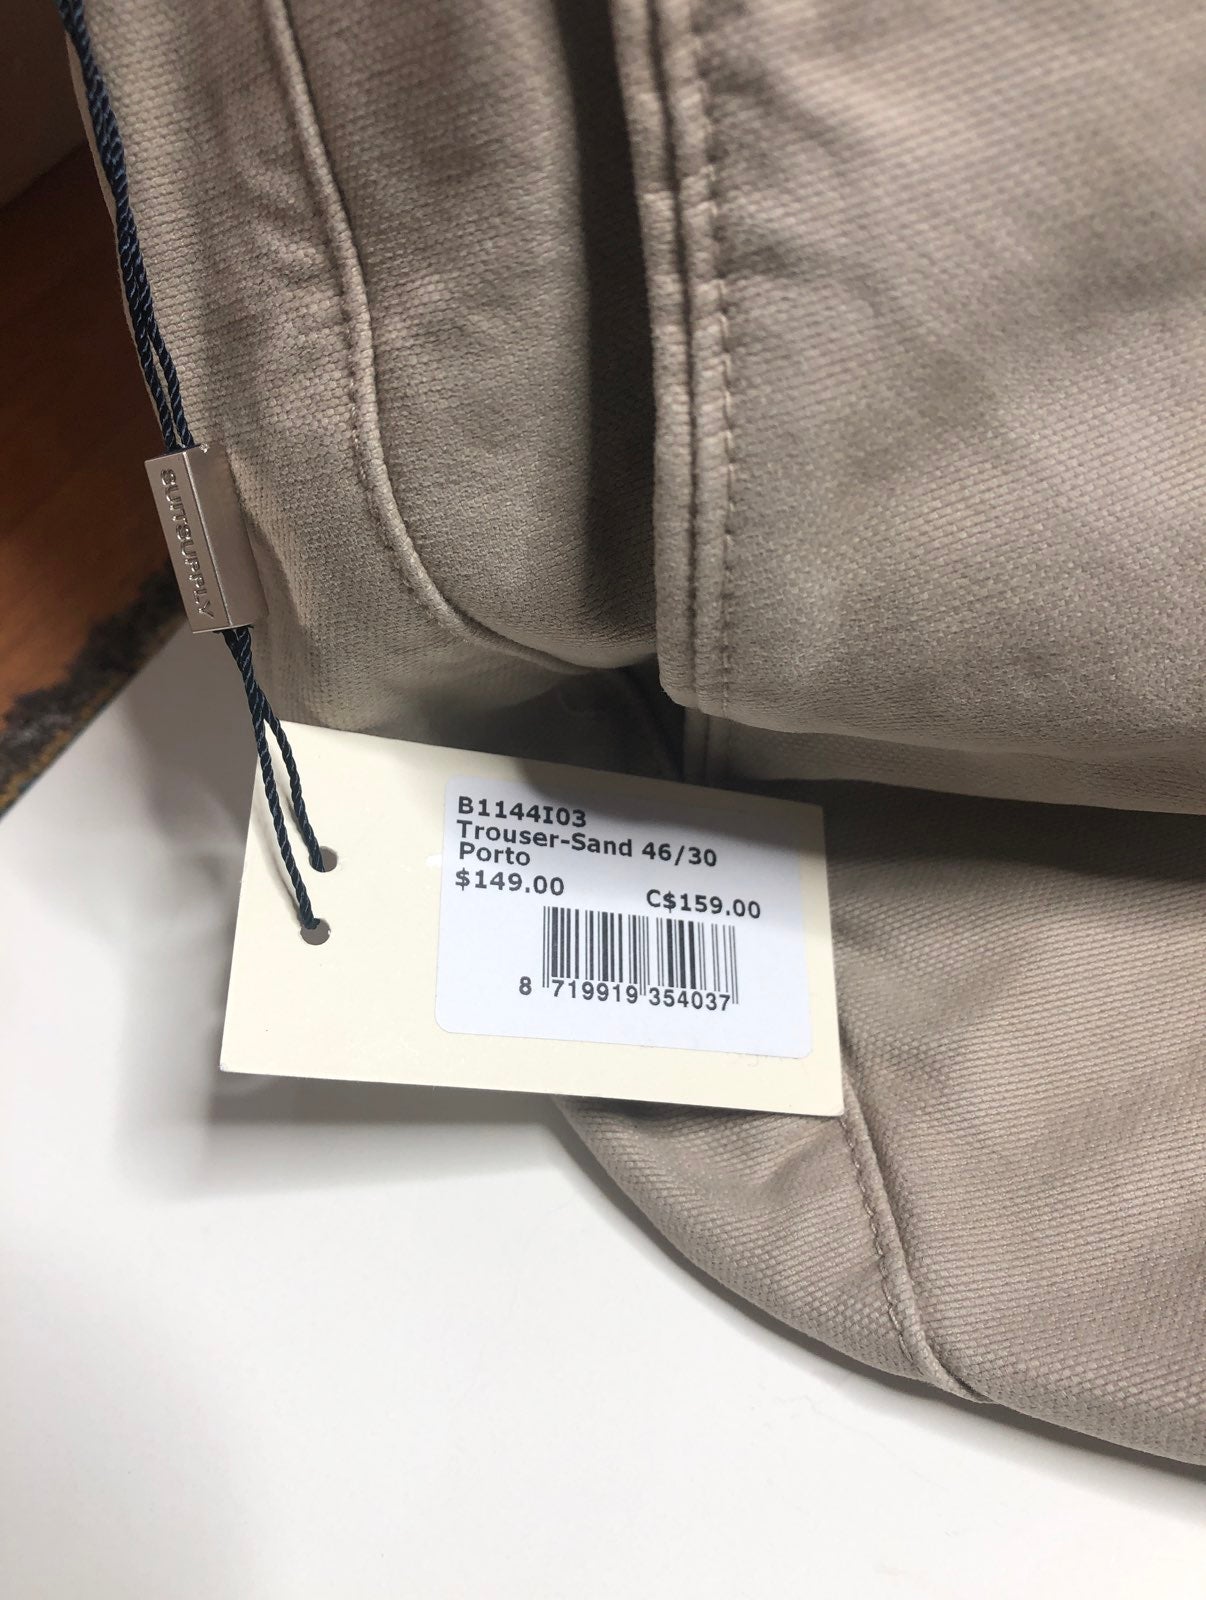 SUITSUPPLY
B1144I03
Trouser-Sand 46/30
Porto
$149.00 C$159.00
8 719919 354037